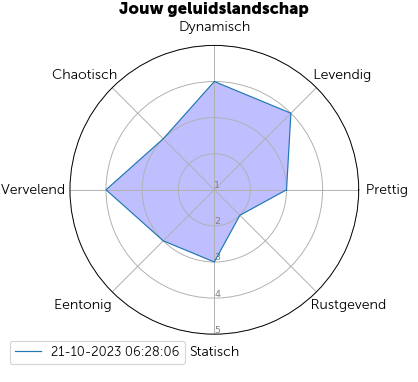 Jouw geluidslandschap
Dynamisch
Chaotisch
Levendig
Vervelend
1
Prettig
2
3
Eentonig
4
Rustgevend
5
21-10-2023 06:28:06
Statisch